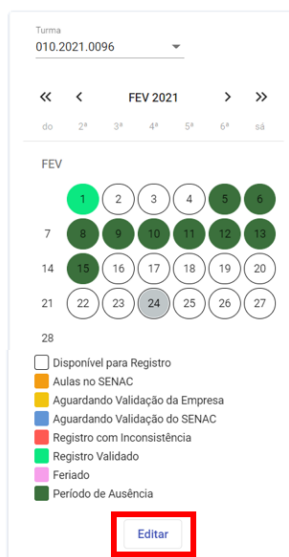 Turma
010.2021.0096
FEV 2021
do 2ª 3ª 4ª 5ª 6ª sá
FEV
1 2 3 4 5 6
7 8 9 10 11 12 13
14 15 16 17 18 19 20
21 22 23 24 25 26 27
28
Disponível para Registro
Aulas no SENAC
Aguardando Validação da Empresa
Aguardando Validação do SENAC
Registro com Inconsistência
Registro Validado
Feriado
Período de Ausência
Editar